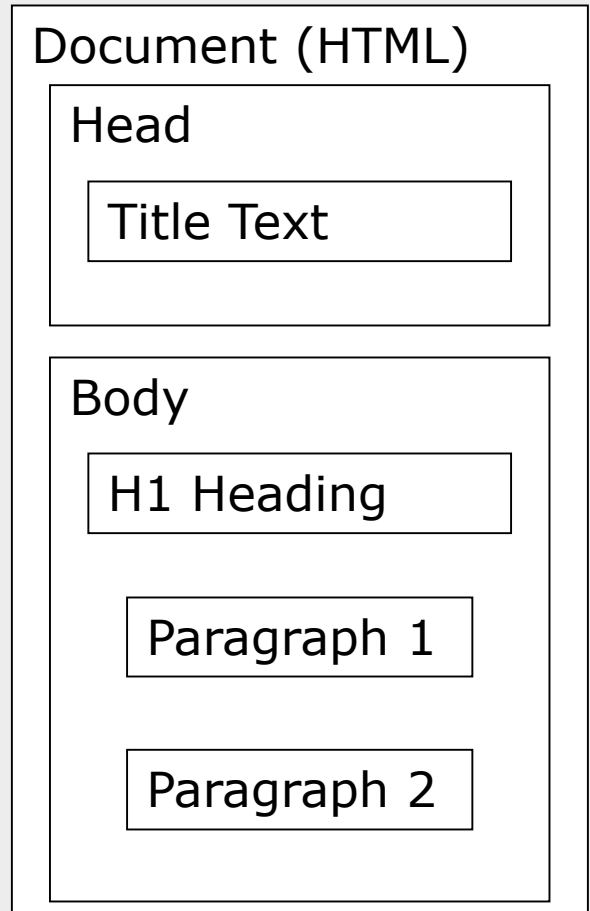 Document (HTML)
Head
Title Text
Body
H1 Heading
Paragraph 1
Paragraph 2